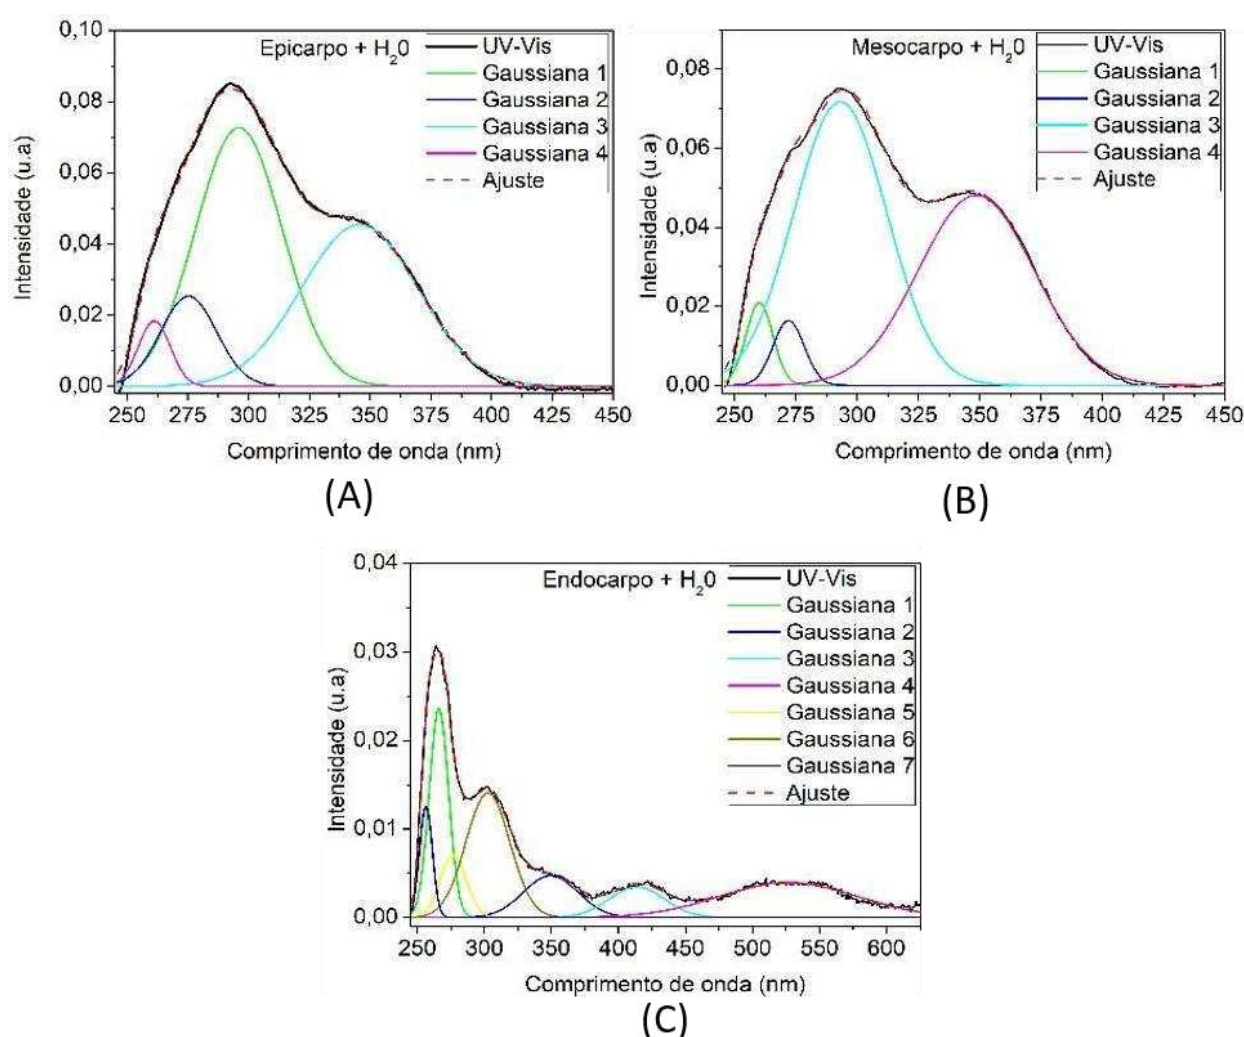 Epicarpo + H₂0
UV-Vis
Gaussiana 1
Gaussiana 2
Gaussiana 3
Gaussiana 4
Ajuste
Intensidade (u.a)
0,10
0,08
0,06
0,04
0,02
0,00
250 275 300 325 350 375 400 425 450
Comprimento de onda (nm)
(A)
Mesocarpo + H₂0
UV-Vis
Gaussiana 1
Gaussiana 2
Gaussiana 3
Gaussiana 4
Ajuste
Intensidade (u.a)
0,08
0,06
0,04
0,02
0,00
250 275 300 325 350 375 400 425 450
Comprimento de onda (nm)
(B)
Endocarpo + H₂0
UV-Vis
Gaussiana 1
Gaussiana 2
Gaussiana 3
Gaussiana 4
Gaussiana 5
Gaussiana 6
Gaussiana 7
Ajuste
Intensidade (u.a)
0,04
0,03
0,02
0,01
0,00
250 300 350 400 450 500 550 600
Comprimento de onda (nm)
(C)